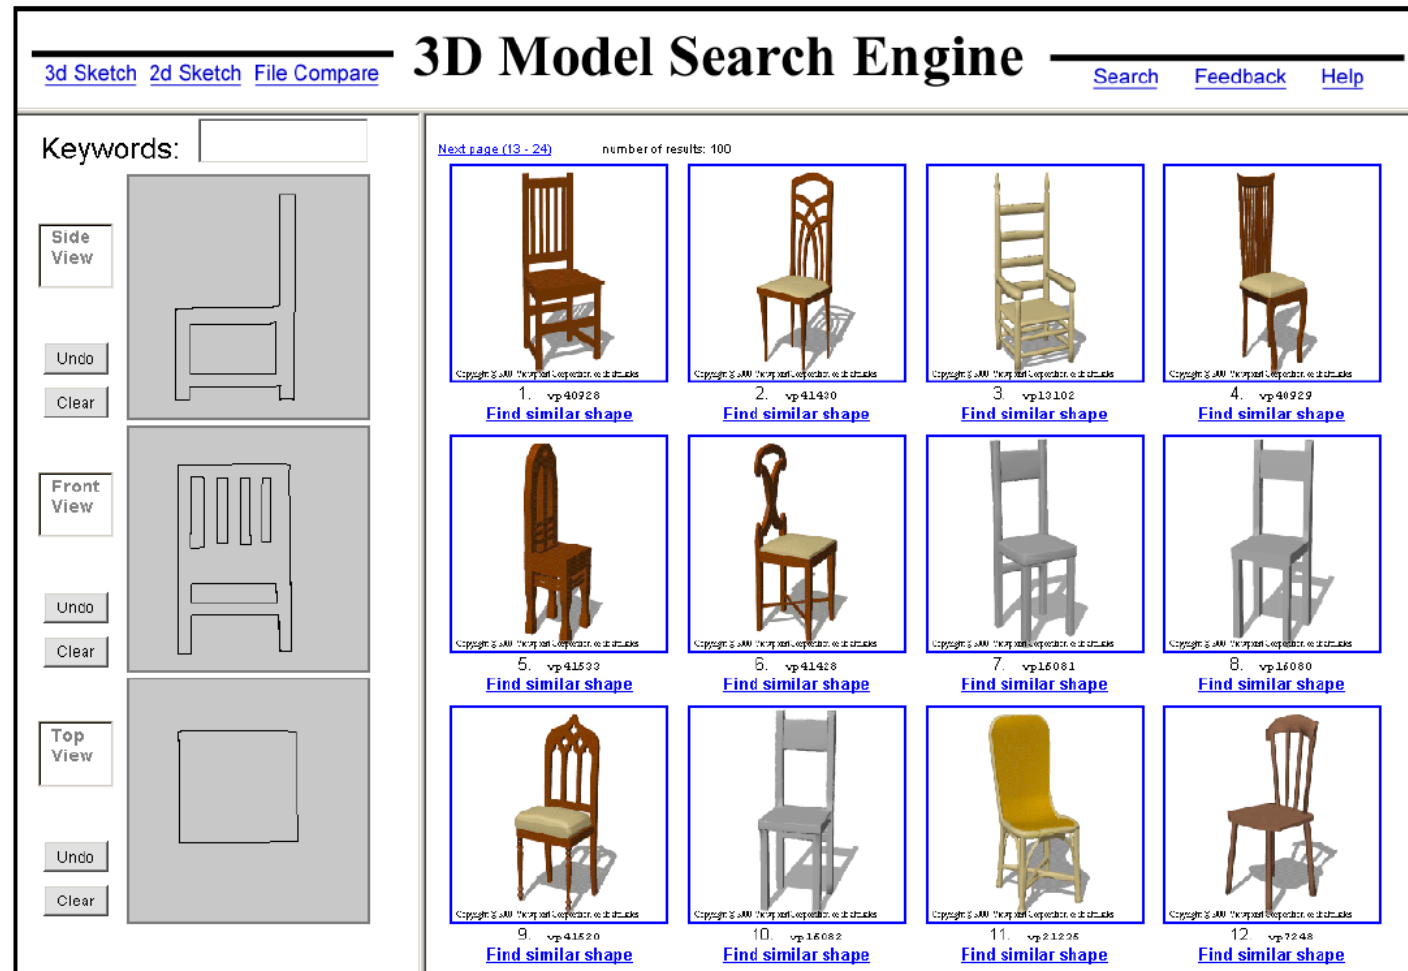 3D Model Search Engine
3d Sketch 2d Sketch File Compare
Search Feedback Help
Keywords:
Next page (13 - 24) number of results: 100
Side
View
Undo
Clear
Front
View
Undo
Clear
Top
View
Undo
Clear
1. vp40928
Find similar shape
2. vp41430
Find similar shape
3. vp13102
Find similar shape
4. vp40929
Find similar shape
5. vp41533
Find similar shape
6. vp41428
Find similar shape
7. vp16081
Find similar shape
8. vp16080
Find similar shape
9. vp41520
Find similar shape
10. vp16082
Find similar shape
11. vp21225
Find similar shape
12. vp7248
Find similar shape